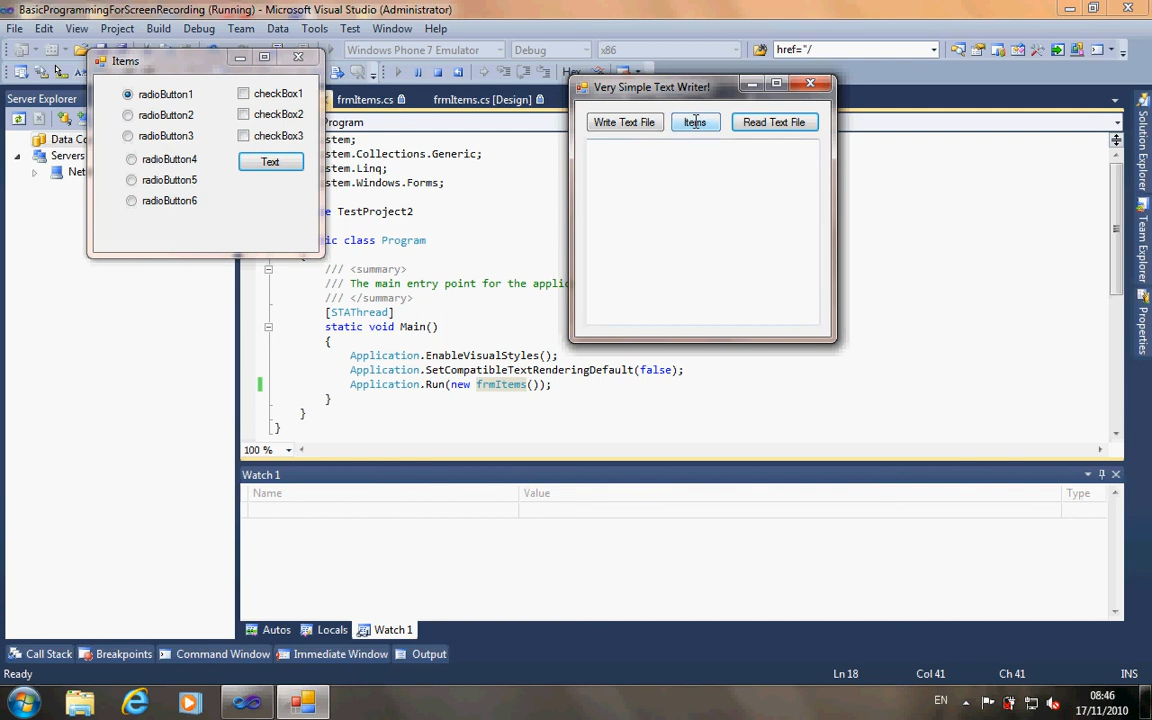 BasicProgrammingForScreenRecording (Running) - Microsoft Visual Studio (Administrator)
File Edit View Project Build Debug Team Data Tools Test Window Help
Windows Phone 7 Emulator Debug x86 href="/
Hex
Server Explorer
Data Co
Servers
Net
Items
radioButton1
radioButton2
radioButton3
radioButton4
radioButton5
radioButton6
checkBox1
checkBox2
checkBox3
Text
frmItems.cs frmItems.cs [Design]
Program
Very Simple Text Writer!
Write Text File Items Read Text File
stem;
stem.Collections.Generic;
stem.Linq;
stem.Windows.Forms;
e TestProject2
ic class Program
/// <summary>
/// The main entry point for the applic
/// </summary>
[STAThread]
static void Main()
{
Application.EnableVisualStyles();
Application.SetCompatibleTextRenderingDefault(false);
Application.Run(new frmItems());
}
}
}
100 %
Solution Explorer
Team Explorer
Properties
Watch 1
Name Value Type
Autos Locals Watch 1
Call Stack Breakpoints Command Window Immediate Window Output
Ready Ln 18 Col 41 Ch 41 INS
EN 08:46
17/11/2010